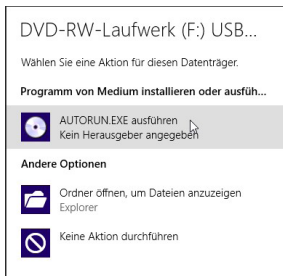 DVD-RW-Laufwerk (F:) USB...
Wählen Sie eine Aktion für diesen Datenträger.
Programm von Medium installieren oder ausfüh...
AUTORUN.EXE ausführen
Kein Herausgeber angegeben
Andere Optionen
Ordner öffnen, um Dateien anzuzeigen
Explorer
Keine Aktion durchführen